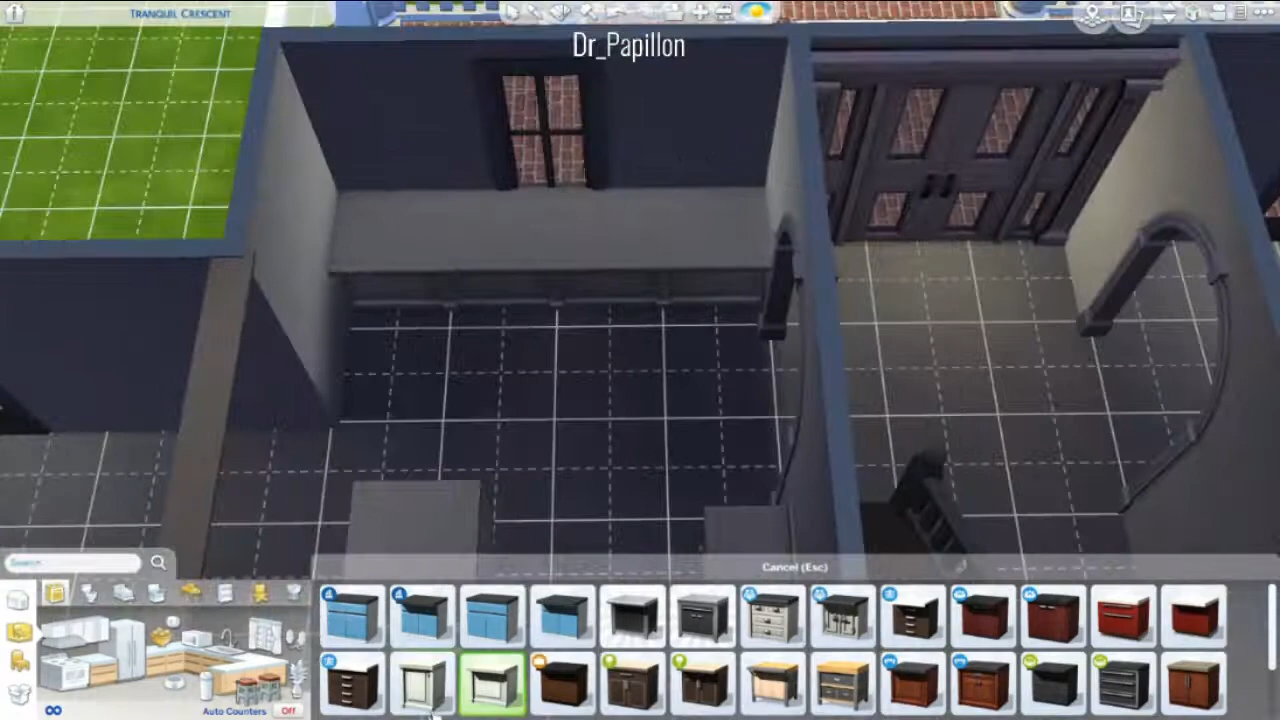 TRANQUIL CRESCENT
Dr_Papillon
Cancel (Esc)
Search
Auto Counters Off